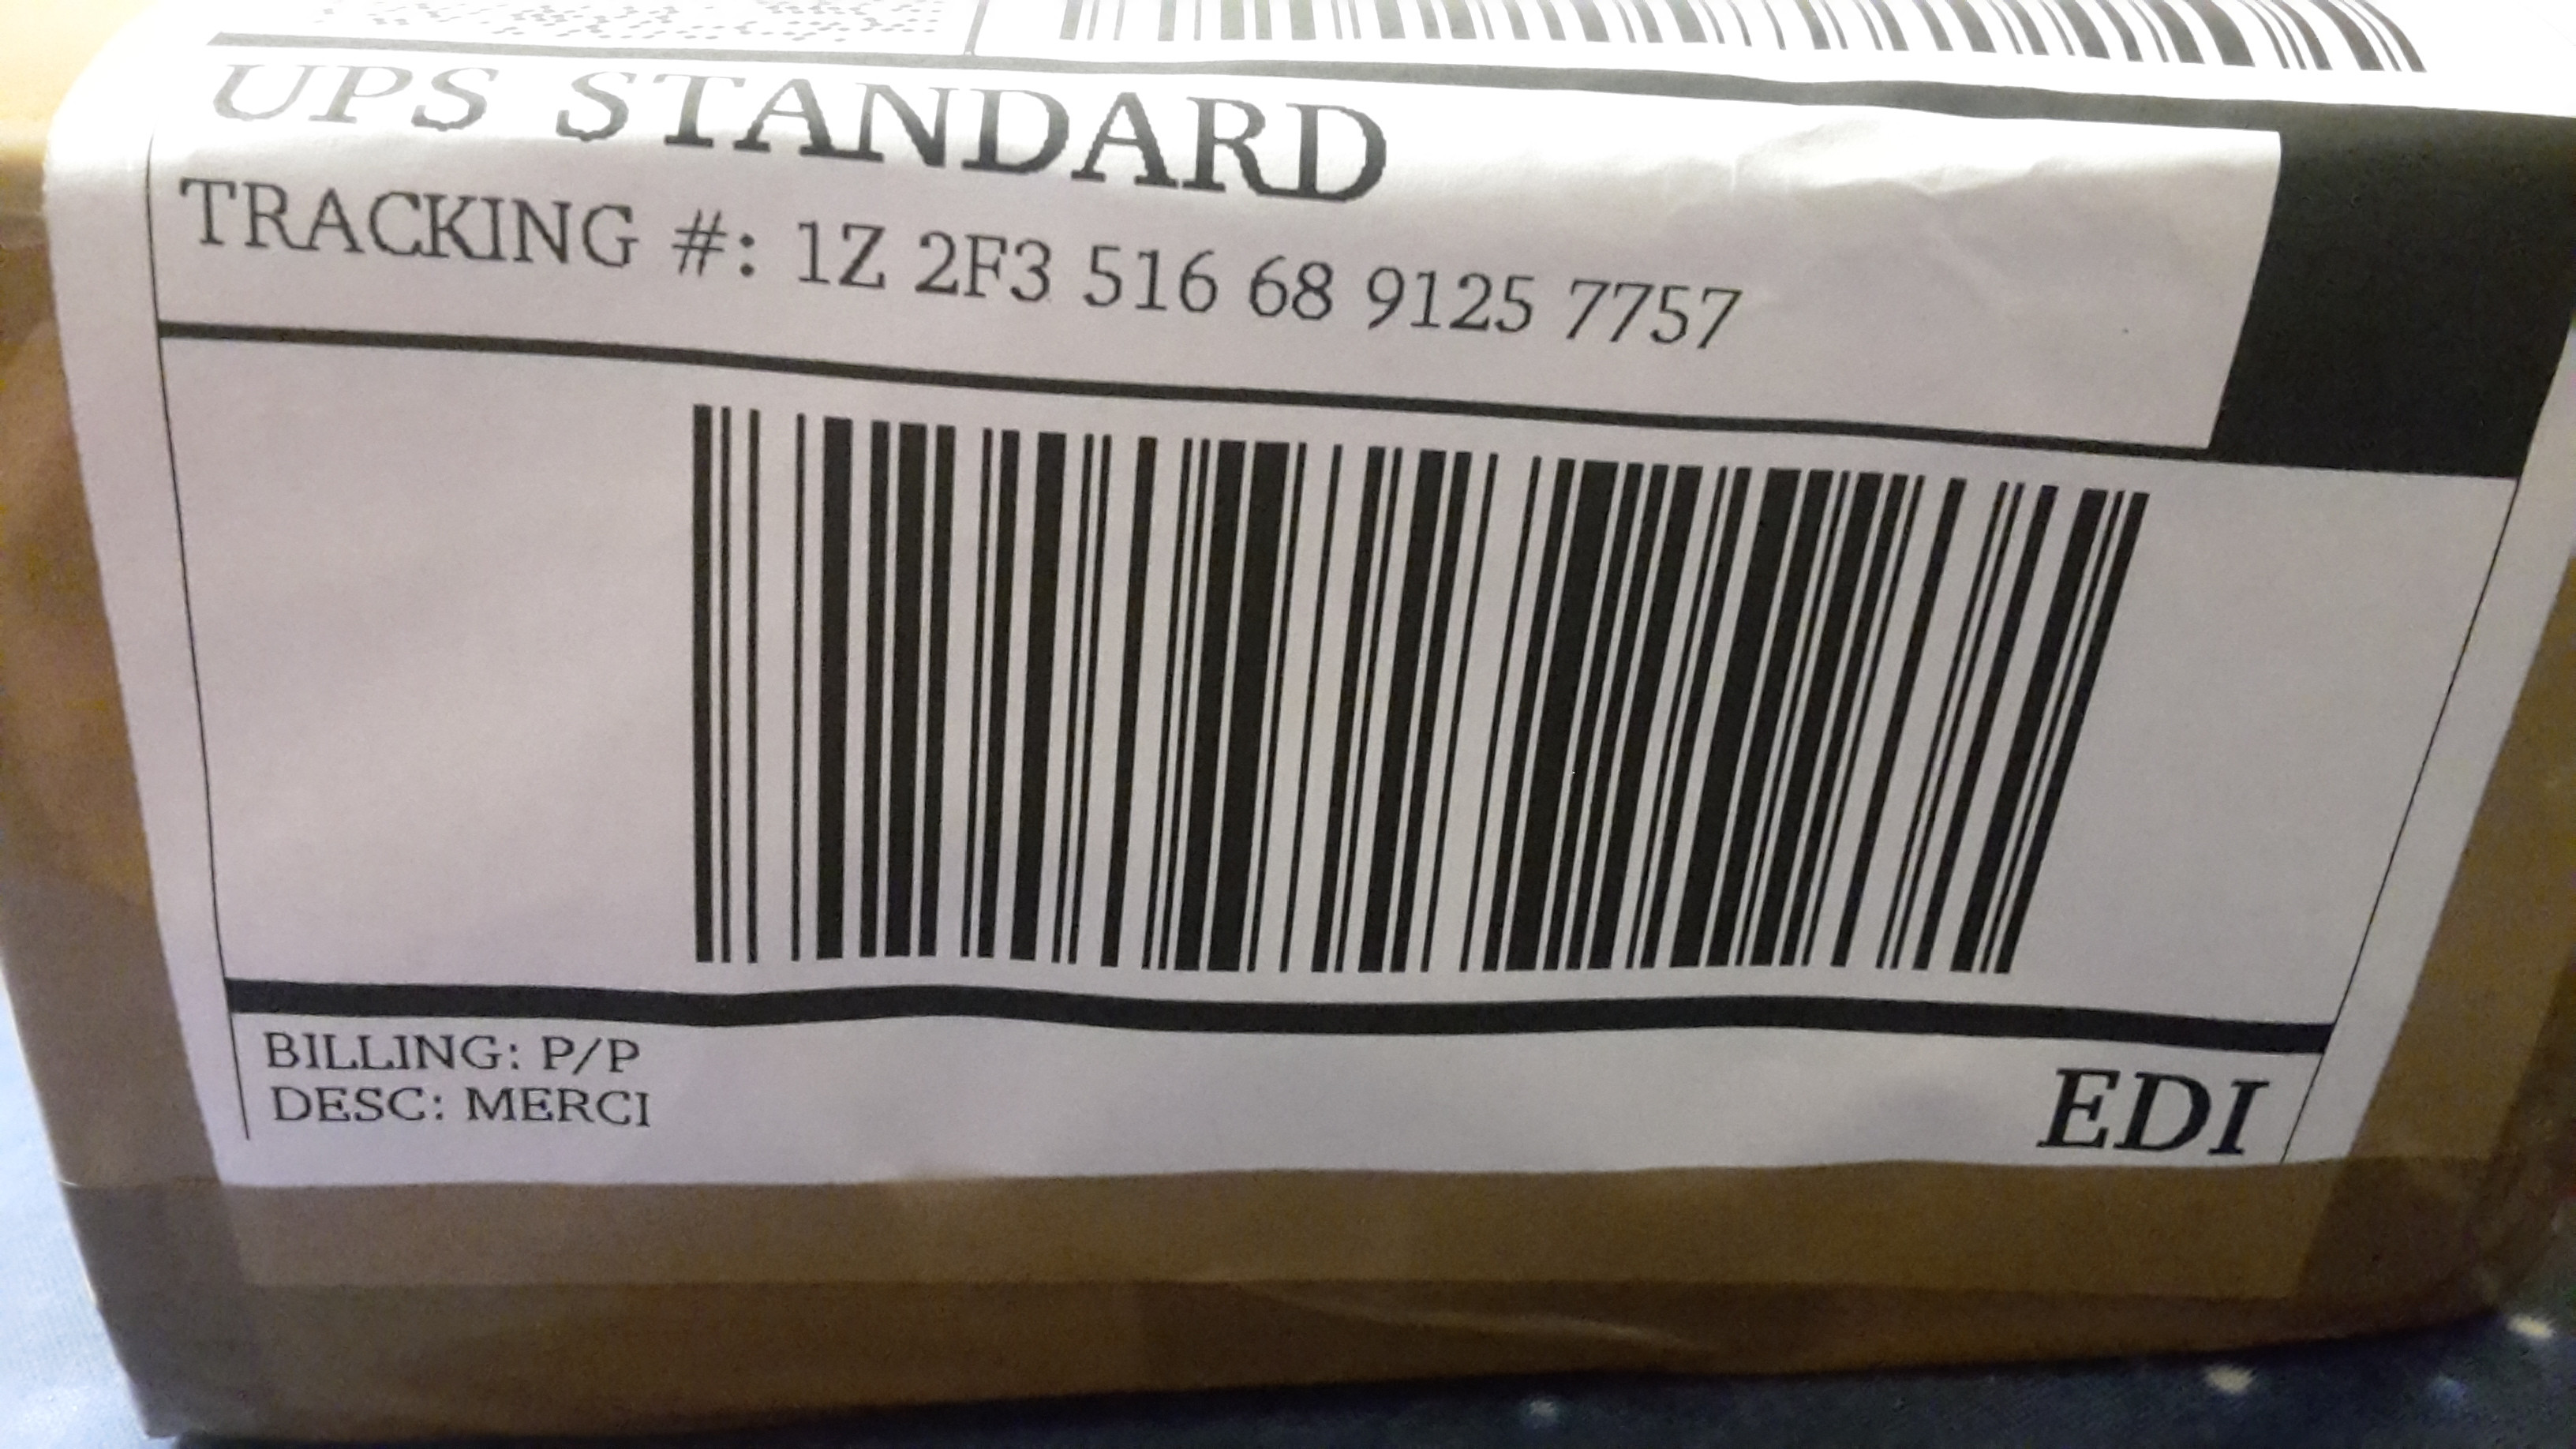 UPS STANDARD
TRACKING #: 1Z 2F3 516 68 9125 7757
BILLING: P/P
DESC: MERCI
EDI